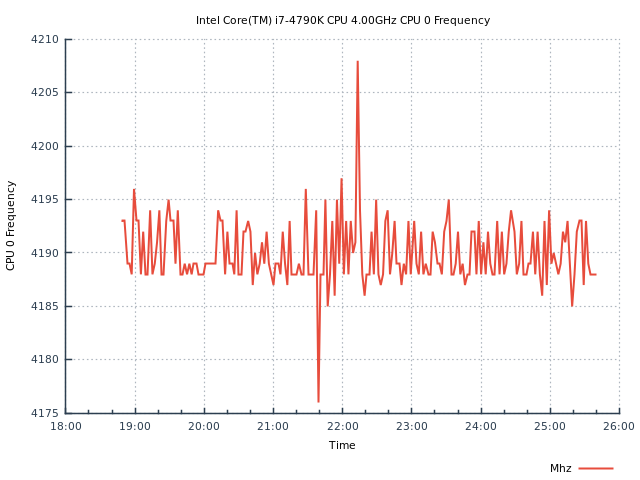 Intel Core(TM) i7-4790K CPU 4.00GHz CPU 0 Frequency
4210
4205
4200
4195
4190
4185
4180
4175
CPU 0 Frequency
18:00 19:00 20:00 21:00 22:00 23:00 24:00 25:00 26:00
Time
Mhz